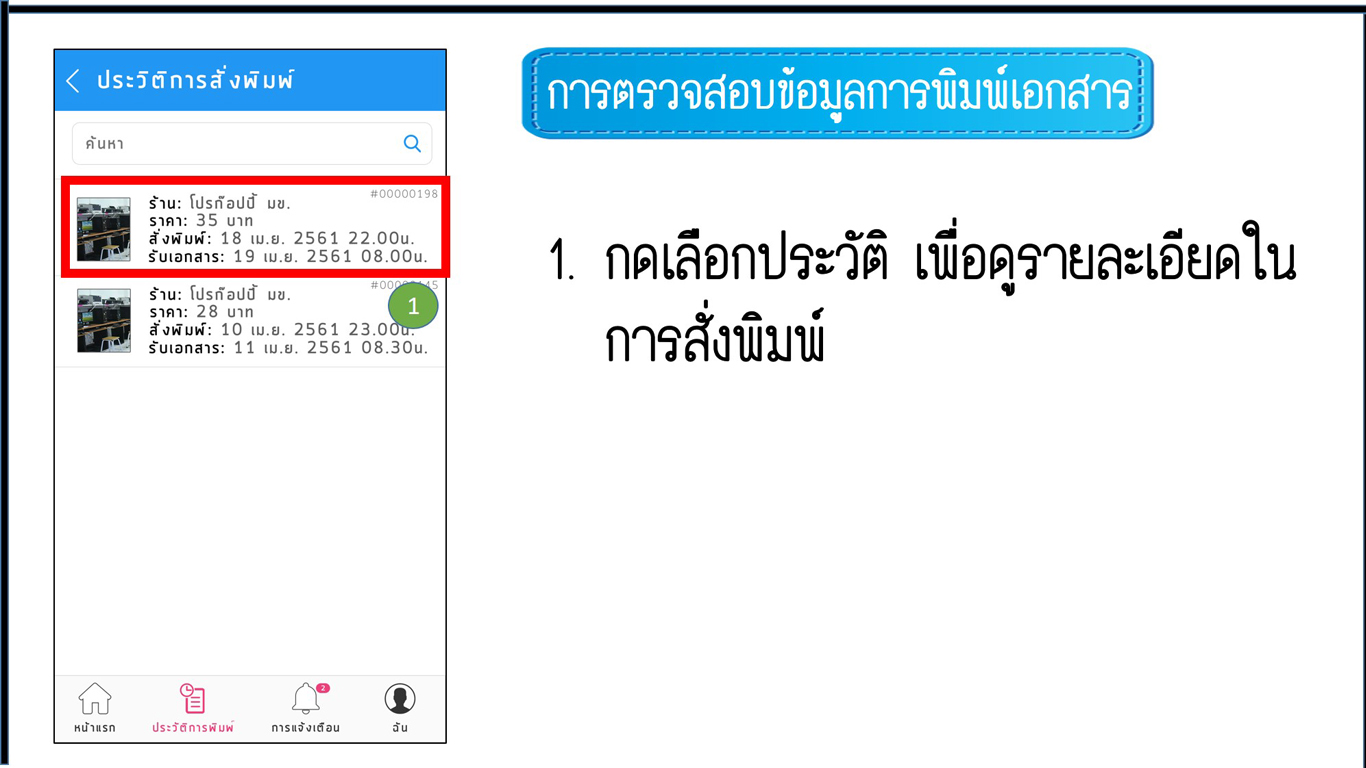 ประวัติการสั่งพิมพ์
ค้นหา
#00000198
ร้าน: โปรก๊อปปี้ มข.
ราคา: 35 บาท
สั่งพิมพ์: 18 เม.ย. 2561 22.00น.
รับเอกสาร: 19 เม.ย. 2561 08.00น.
ร้าน: โปรก๊อปปี้ มข.
ราคา: 28 บาท
1
สั่งพิมพ์: 10 เม.ย. 2561 23.00น.
รับเอกสาร: 11 เม.ย. 2561 08.30น.
2
หน้าแรก ประวัติการพิมพ์ การแจ้งเตือน ฉัน
การตรวจสอบข้อมูลการพิมพ์เอกสาร
1. กดเลือกประวัติ เพื่อดูรายละเอียดใน
การสั่งพิมพ์